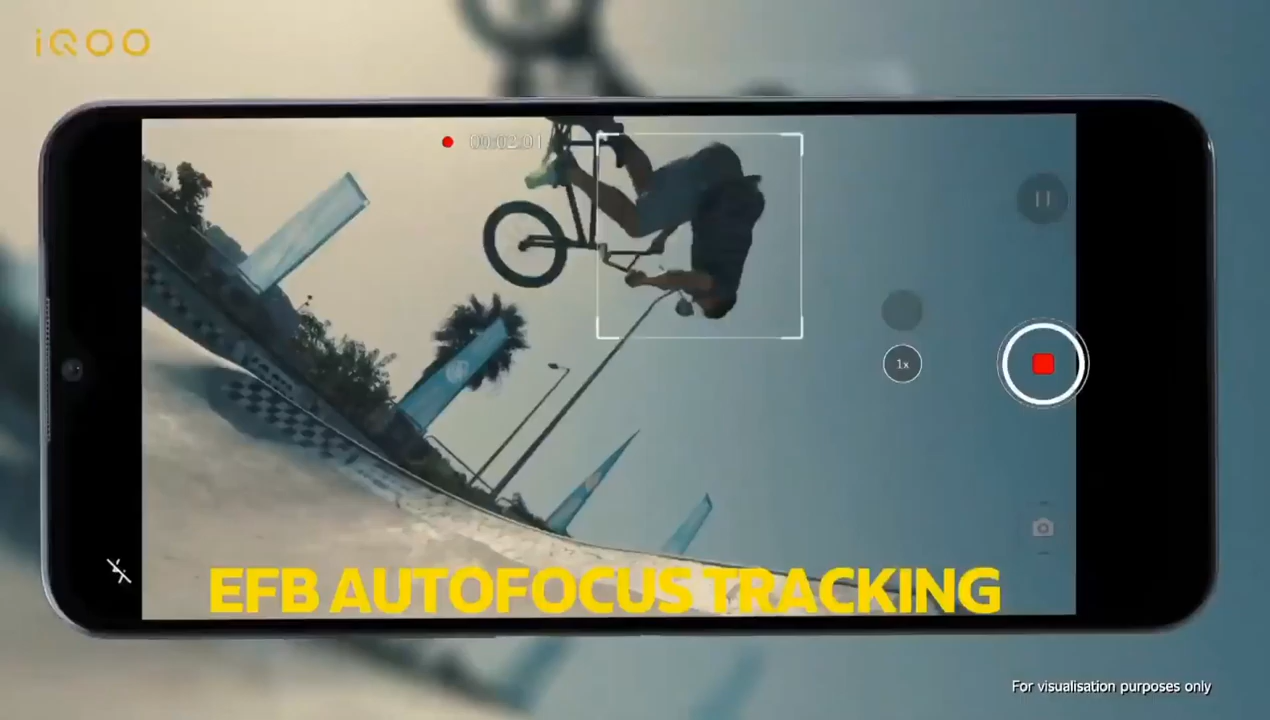 iQOO
00:02:01
1x
EFB AUTOFOCUS TRACKING
For visualisation purposes only